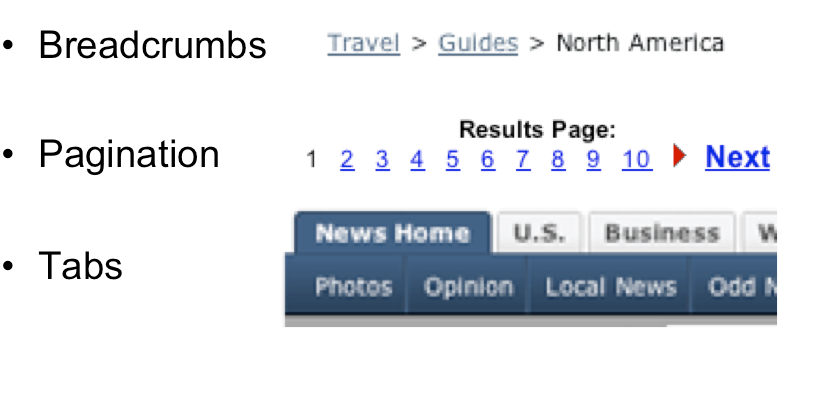 • Breadcrumbs Travel > Guides > North America
Results Page:
• Pagination 1 2 3 4 5 6 7 8 9 10 Next
News Home U.S. Business W
• Tabs
Photos Opinion Local News Odd N